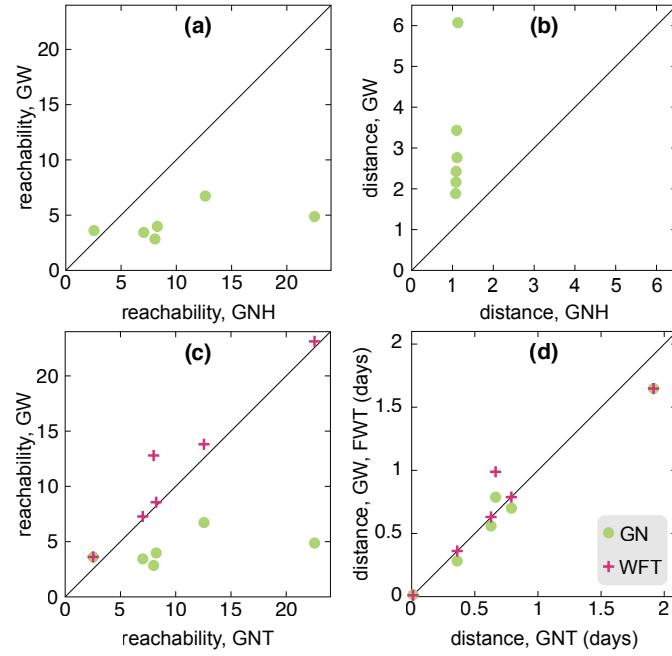 (a)
reachability, GW
20
15
10
5
0
0 5 10 15 20
reachability, GNH
(b)
distance, GW
6
5
4
3
2
1
0
0 1 2 3 4 5 6
distance, GNH
(c)
reachability, GW
20
15
10
5
0
0 5 10 15 20
reachability, GNT
(d)
distance, GW, FWT (days)
2
1.5
1
0.5
0
0 0.5 1 1.5 2
distance, GNT (days)
GN
WFT